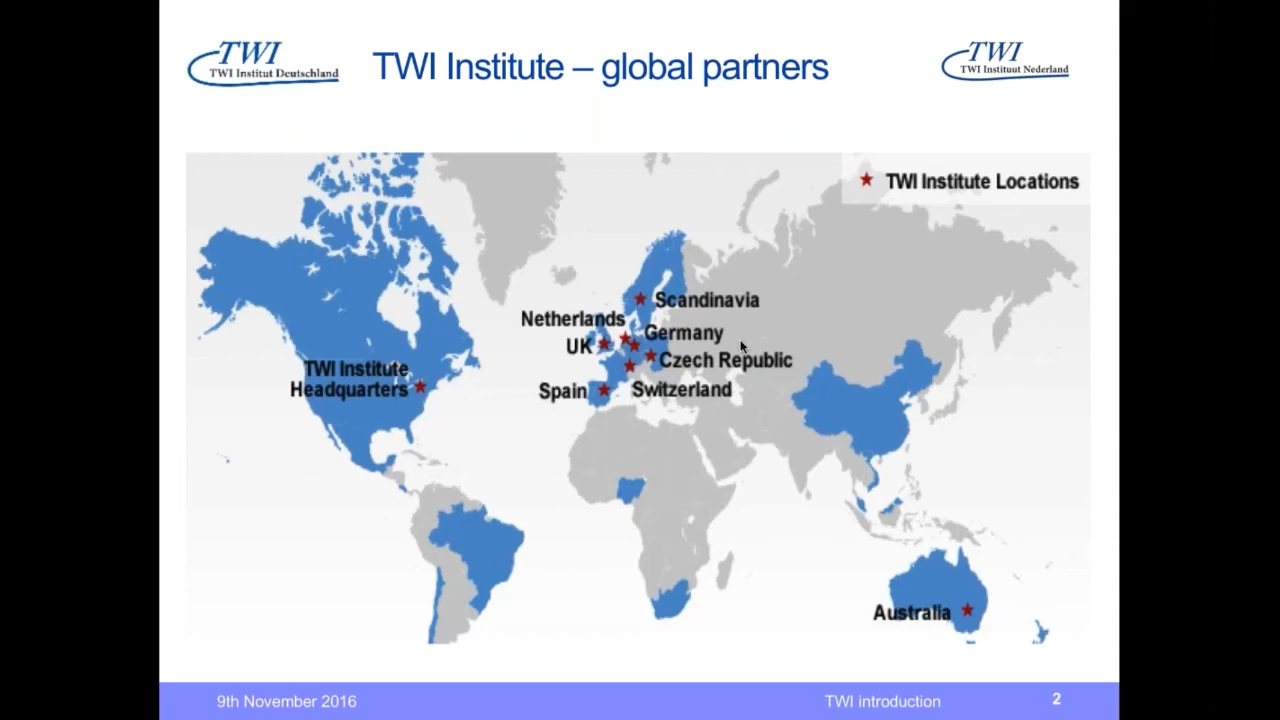 TWI
TWI Institut Deutschland
TWI Institute – global partners
TWI
TWI Instituut Nederland
TWI Institute Locations
Scandinavia
Netherlands
Germany
UK
Czech Republic
TWI Institute
Headquarters
Spain
Switzerland
Australia
9th November 2016
TWI introduction
2